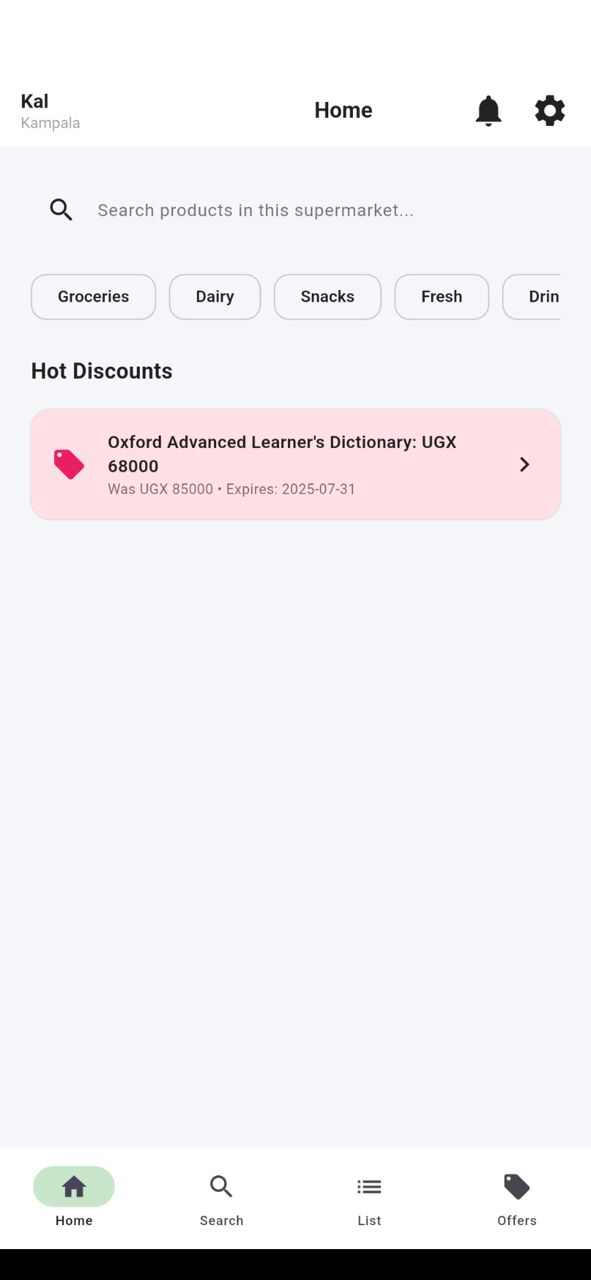 Kal
Kampala
Home
Search products in this supermarket...
Groceries
Dairy
Snacks
Fresh
Drin
Hot Discounts
Oxford Advanced Learner's Dictionary: UGX
68000
Was UGX 85000 • Expires: 2025-07-31
Home
Search
List
Offers